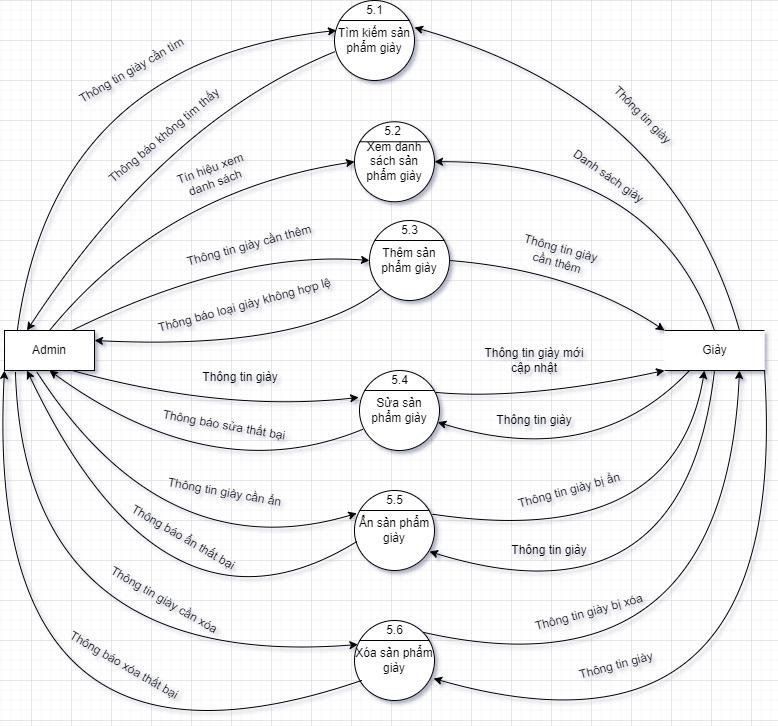 5.1
Tìm kiếm sản
phẩm giày
Thông tin giày cần tìm
Thông báo không tìm thấy
Thông tin giày
5.2
Xem danh
sách sản
phẩm giày
Tín hiệu xem
danh sách
Danh sách giày
5.3
Thêm sản
phẩm giày
Thông tin giày cần thêm
Thông báo loại giày không hợp lệ
Thông tin giày
cần thêm
Admin
Giày
5.4
Sửa sản
phẩm giày
Thông tin giày
Thông báo sửa thất bại
Thông tin giày mới
cập nhật
Thông tin giày
5.5
Ẩn sản phẩm
giày
Thông tin giày cần ẩn
Thông báo ẩn thất bại
Thông tin giày bị ẩn
Thông tin giày
5.6
Xóa sản phẩm
giày
Thông tin giày cần xóa
Thông báo xóa thất bại
Thông tin giày bị xóa
Thông tin giày